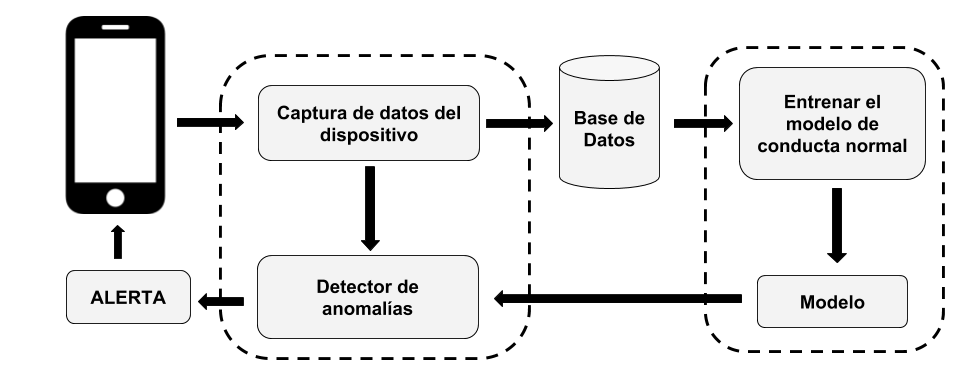 Captura de datos del
dispositivo
Base de
Datos
Entrenar el
modelo de
conducta normal
ALERTA
Detector de
anomalías
Modelo